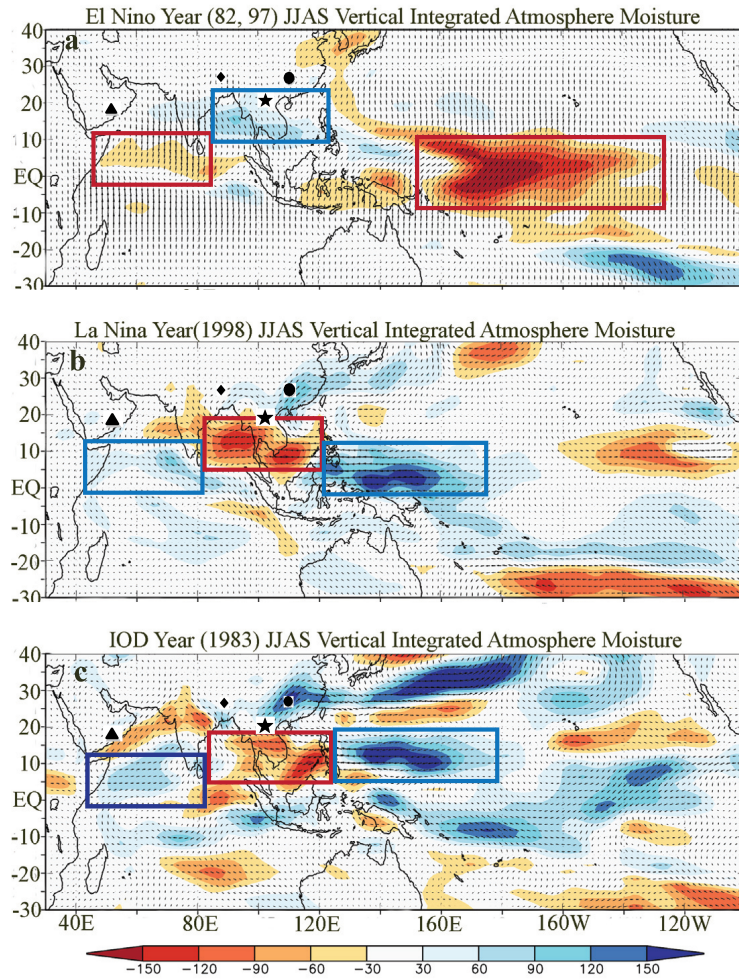 El Nino Year (82, 97) JJAS Vertical Integrated Atmosphere Moisture
a
40
30
20
10
EQ
-10
-20
-30
La Nina Year(1998) JJAS Vertical Integrated Atmosphere Moisture
b
40
30
20
10
EQ
-10
-20
-30
IOD Year (1983) JJAS Vertical Integrated Atmosphere Moisture
c
40
30
20
10
EQ
-10
-20
-30
40E 80E 120E 160E 160W 120W
-150 -120 -90 -60 -30 30 60 90 120 150